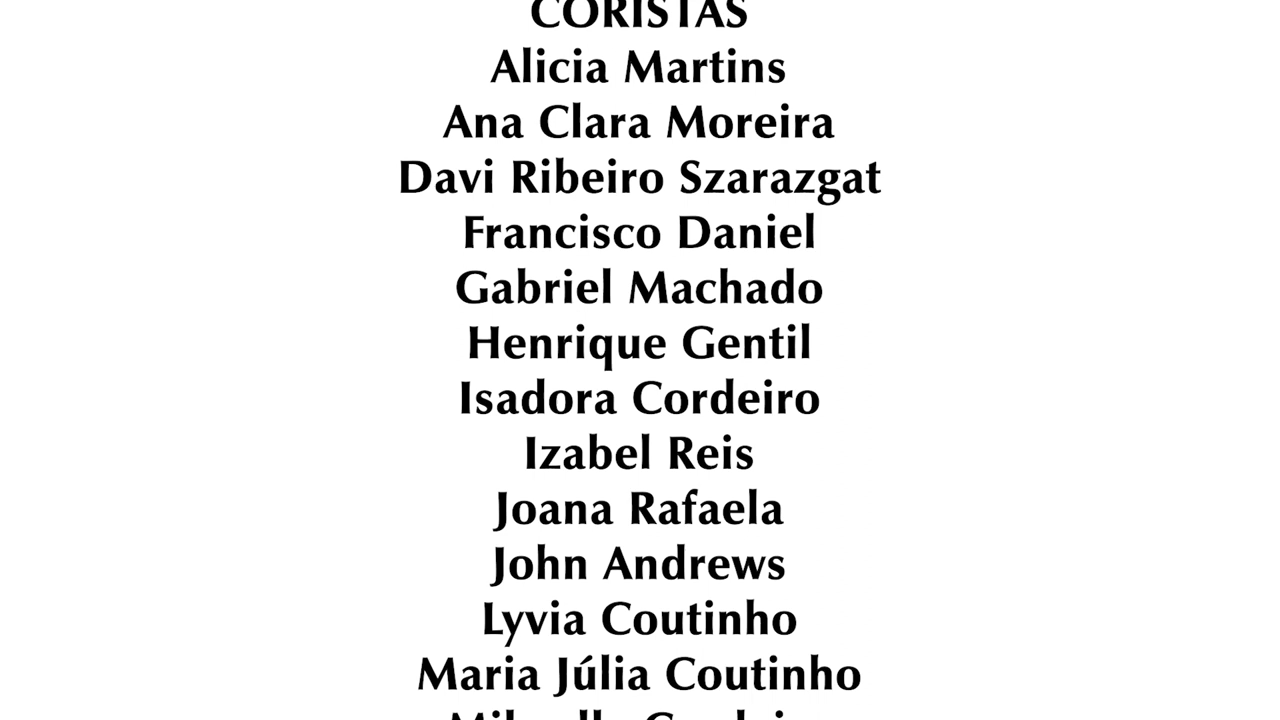 CORISTAS
Alicia Martins
Ana Clara Moreira
Davi Ribeiro Szarazgat
Francisco Daniel
Gabriel Machado
Henrique Gentil
Isadora Cordeiro
Izabel Reis
Joana Rafaela
John Andrews
Lyvia Coutinho
Maria Júlia Coutinho